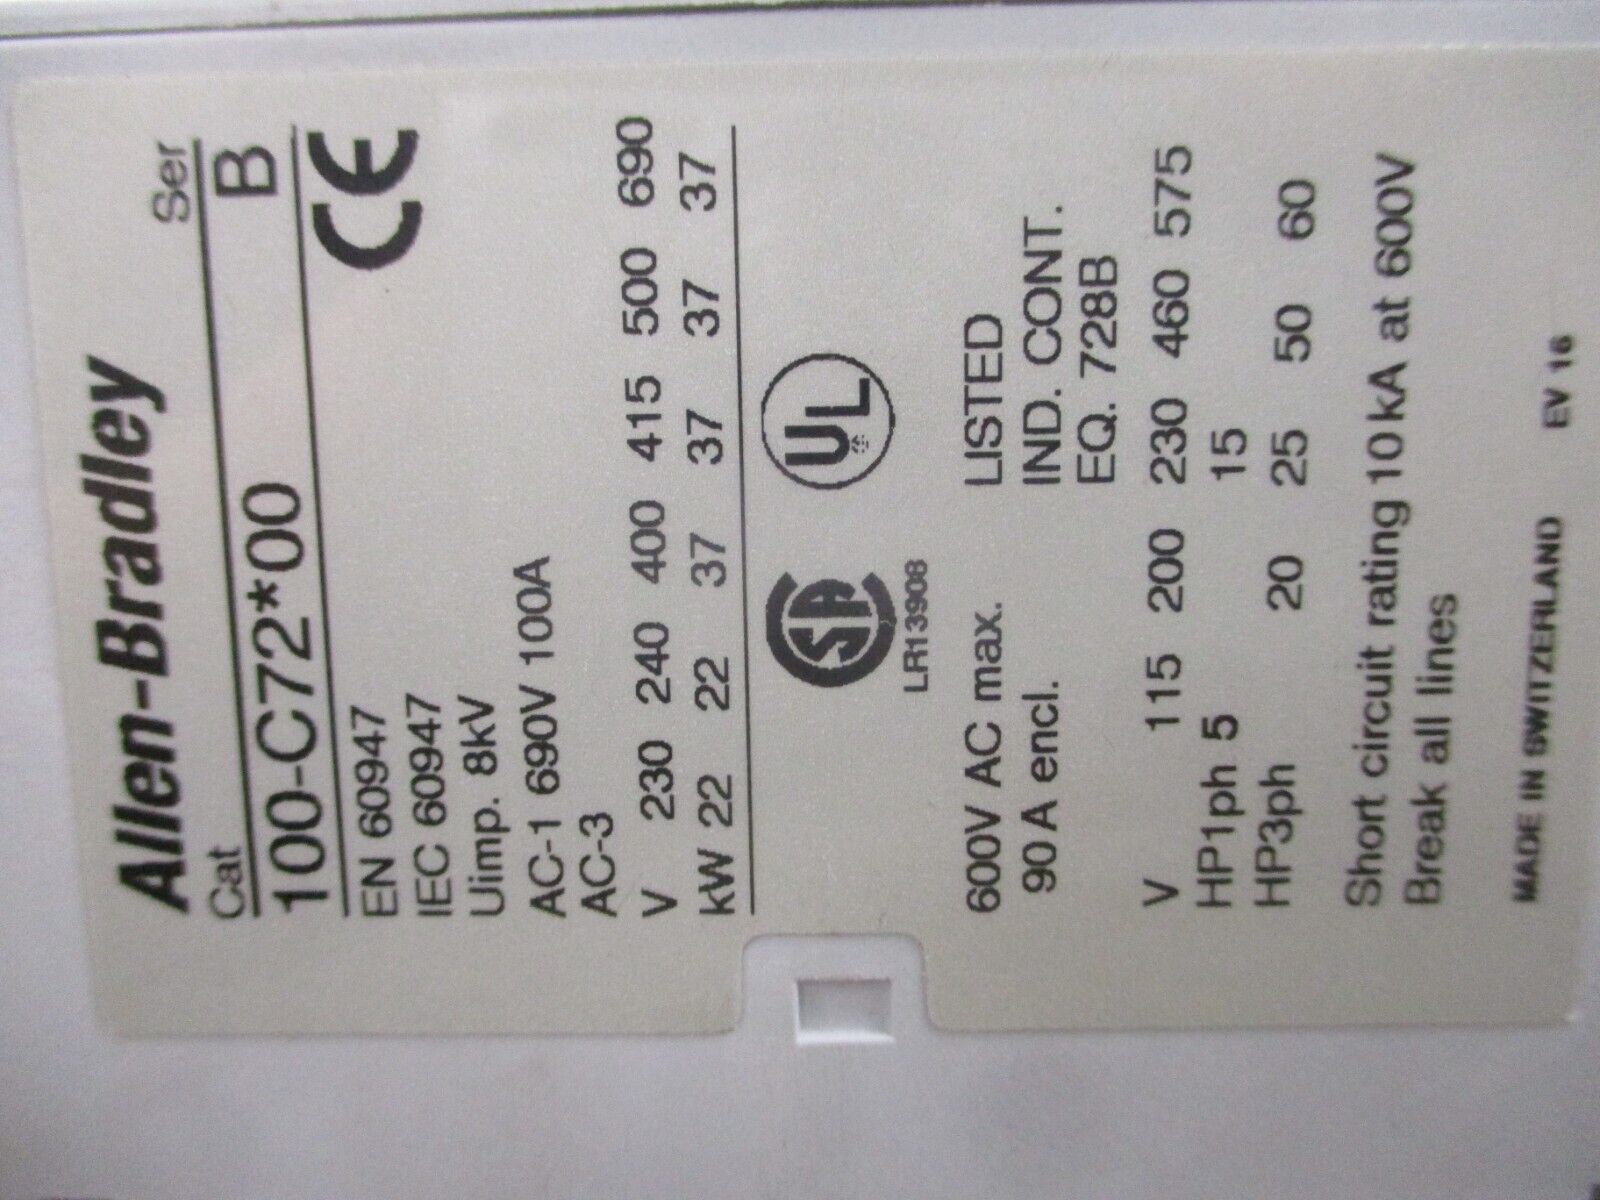 Allen-Bradley
Cat Ser
100-C72*00 B
EN 60947 CE
IEC 60947
Uimp. 8kV
AC-1 690V 100A
AC-3
V 230 240 400 415 500 690
kW 22 22 37 37 37 37
SA UL
LR13908
600V AC max. LISTED
90 A encl. IND. CONT.
EQ. 728B
V 115 200 230 460 575
HP1ph 5 15
HP3ph 20 25 50 60
Short circuit rating 10 kA at 600V
Break all lines
MADE IN SWITZERLAND EV 16